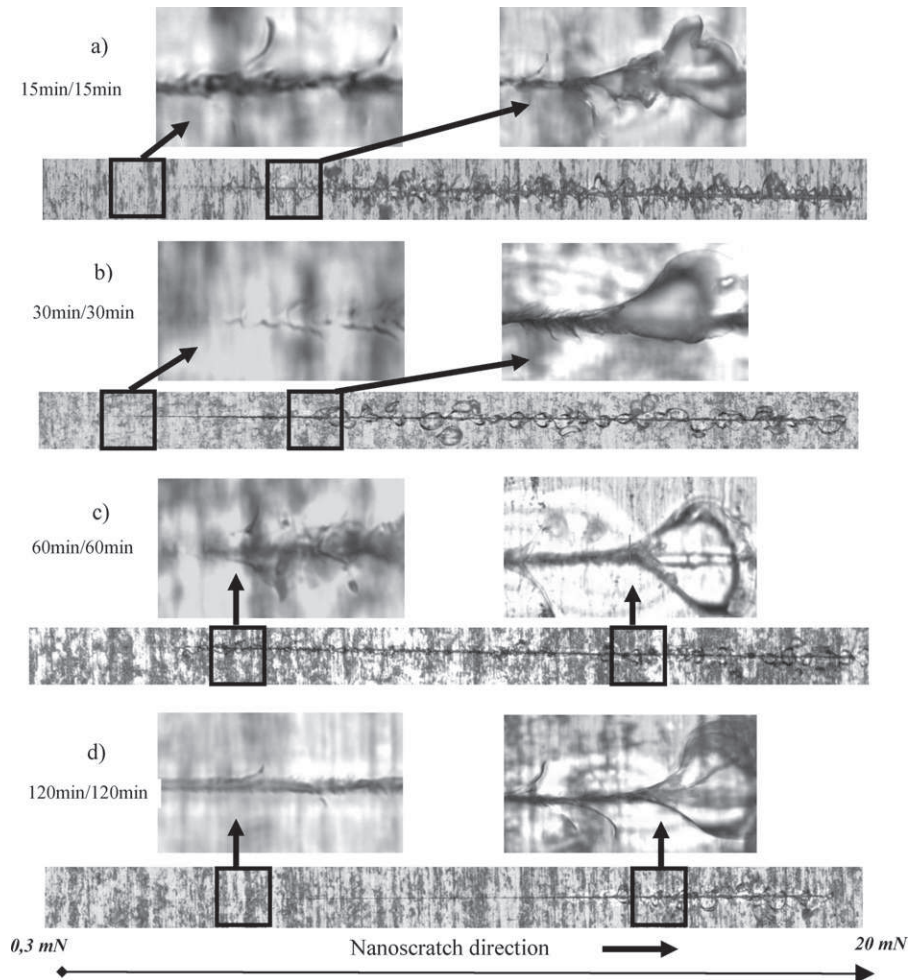 a)
15min/15min
b)
30min/30min
c)
60min/60min
d)
120min/120min
0,3 mN
Nanoscratch direction
20 mN